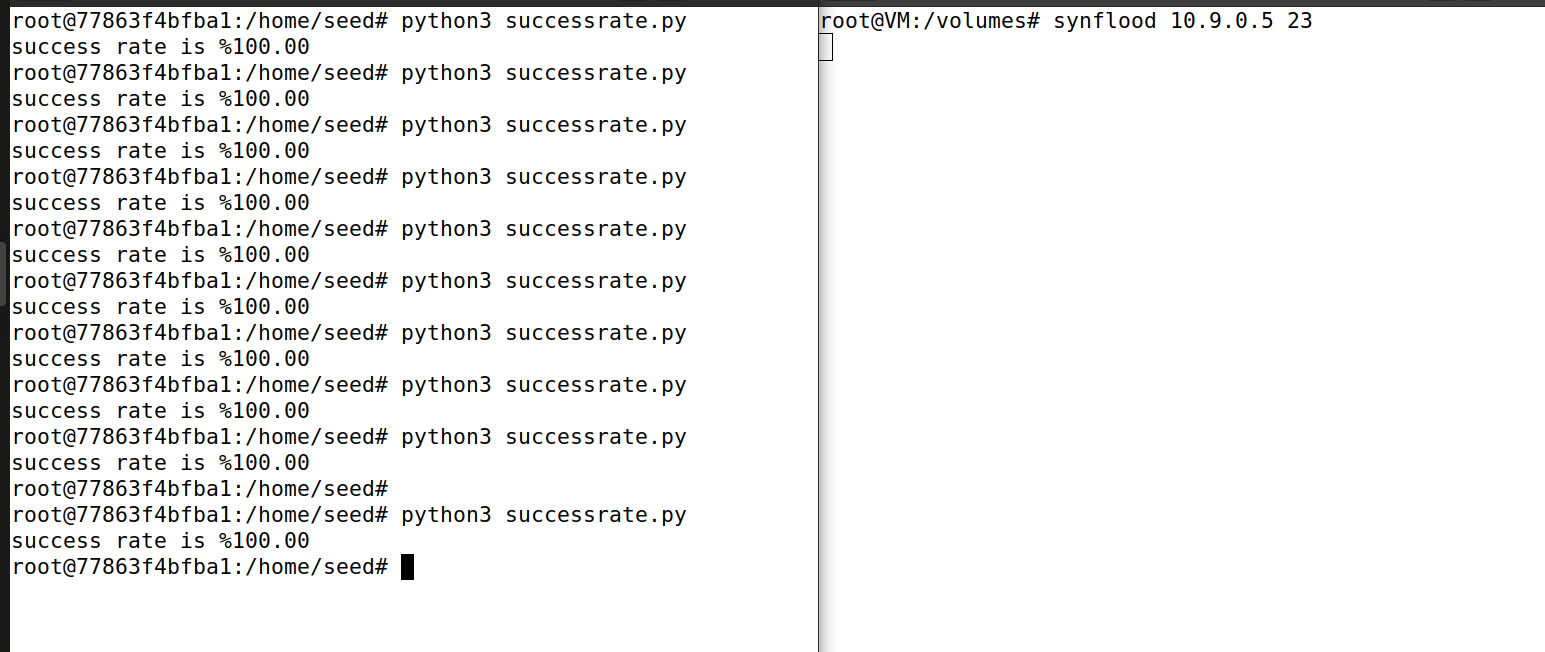 root@77863f4bfba1:/home/seed# python3 successrate.py
success rate is %100.00
root@77863f4bfba1:/home/seed# python3 successrate.py
success rate is %100.00
root@77863f4bfba1:/home/seed# python3 successrate.py
success rate is %100.00
root@77863f4bfba1:/home/seed# python3 successrate.py
success rate is %100.00
root@77863f4bfba1:/home/seed# python3 successrate.py
success rate is %100.00
root@77863f4bfba1:/home/seed# python3 successrate.py
success rate is %100.00
root@77863f4bfba1:/home/seed# python3 successrate.py
success rate is %100.00
root@77863f4bfba1:/home/seed# python3 successrate.py
success rate is %100.00
root@77863f4bfba1:/home/seed# python3 successrate.py
success rate is %100.00
root@77863f4bfba1:/home/seed#
root@77863f4bfba1:/home/seed# python3 successrate.py
success rate is %100.00
root@77863f4bfba1:/home/seed#
root@VM:/volumes# synflood 10.9.0.5 23